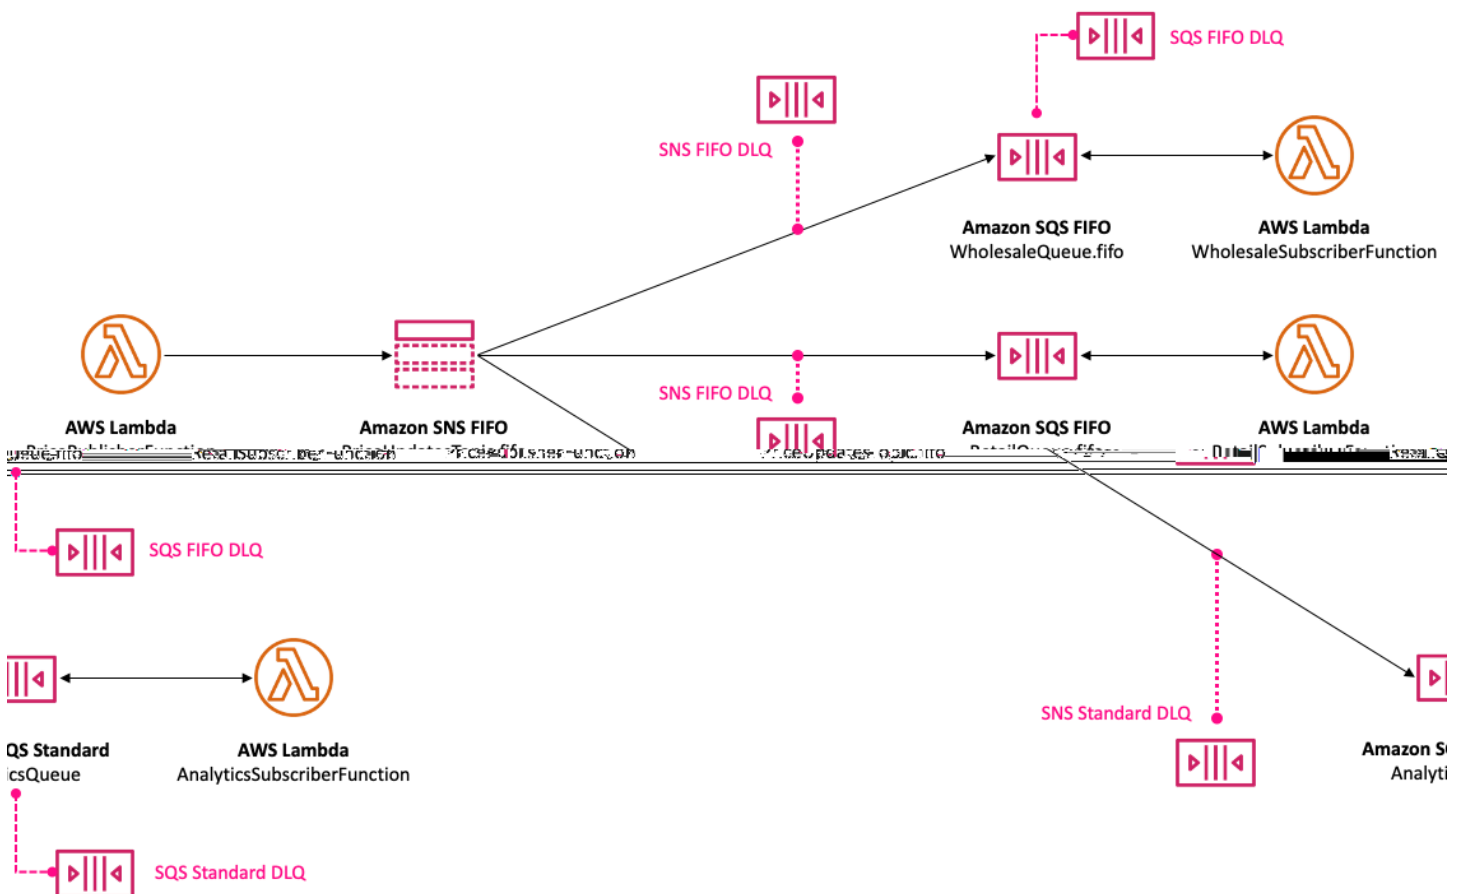 SQS FIFO DLQ
SNS FIFO DLQ
Amazon SQS FIFO
WholesaleQueue.fifo
AWS Lambda
WholesaleSubscriberFunction
SNS FIFO DLQ
AWS Lambda
Amazon SNS FIFO
Amazon SQS FIFO
AWS Lambda
SQS FIFO DLQ
SNS Standard DLQ
QS Standard
icsQueue
AWS Lambda
AnalyticsSubscriberFunction
Amazon S
Analyti
SQS Standard DLQ